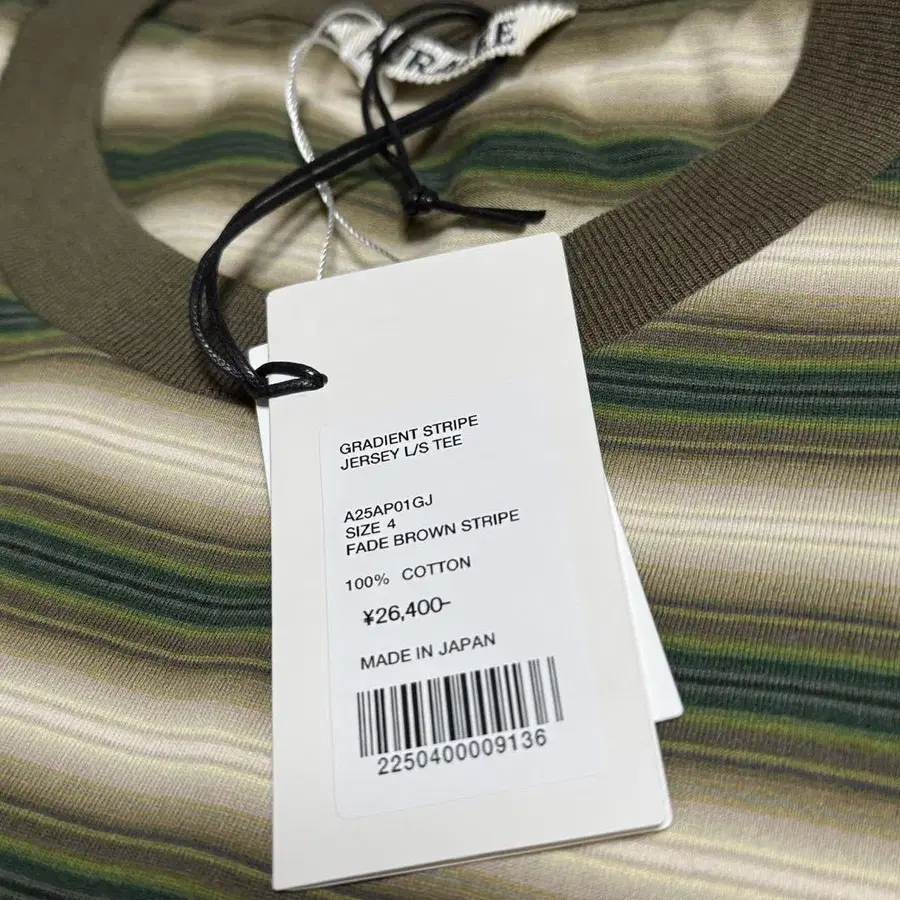 GRADIENT STRIPE
JERSEY L/S TEE
A25AP01GJ
SIZE 4
FADE BROWN STRIPE
100% COTTON
¥26,400-
MADE IN JAPAN
2250400009136